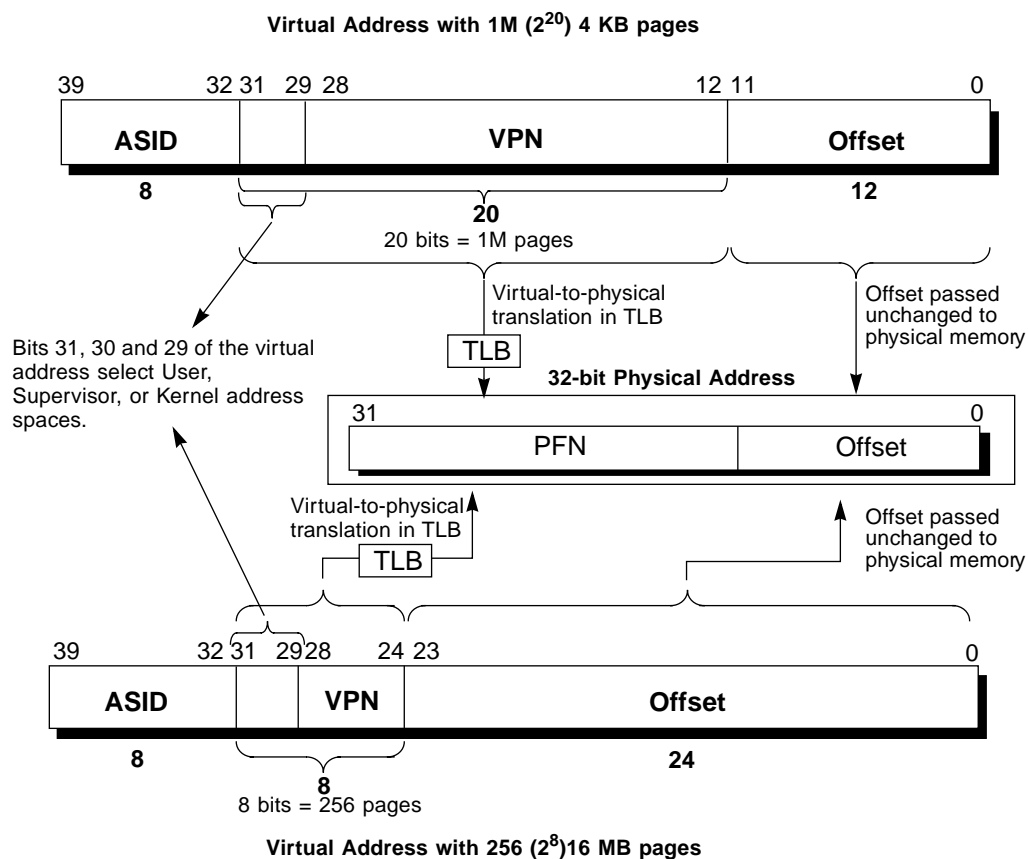 Virtual Address with 1M (2^20) 4 KB pages
39 32 31 29 28 12 11 0
ASID VPN Offset
8 20 12
20 bits = 1M pages
Virtual-to-physical
translation in TLB
Offset passed
unchanged to
physical memory
TLB
Bits 31, 30 and 29 of the virtual
address select User,
Supervisor, or Kernel address
spaces.
32-bit Physical Address
31 0
PFN Offset
Virtual-to-physical
translation in TLB
TLB
Offset passed
unchanged to
physical memory
39 32 31 29 28 24 23 0
ASID VPN Offset
8 8 24
8 bits = 256 pages
Virtual Address with 256 (2^8)16 MB pages